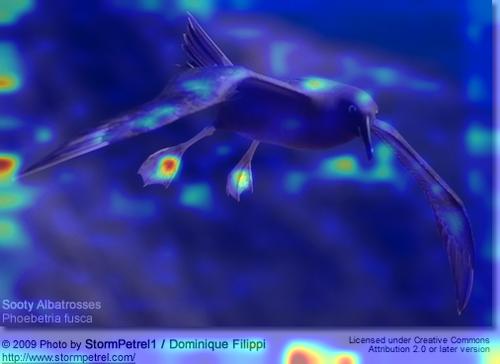 Sooty Albatrosses
Phoebetria fusca
© 2009 Photo by StormPetrel1 / Dominique Filippi
http://www.stormpetrel.com/
Licensed under Creative Commons
Attribution 2.0 or later version